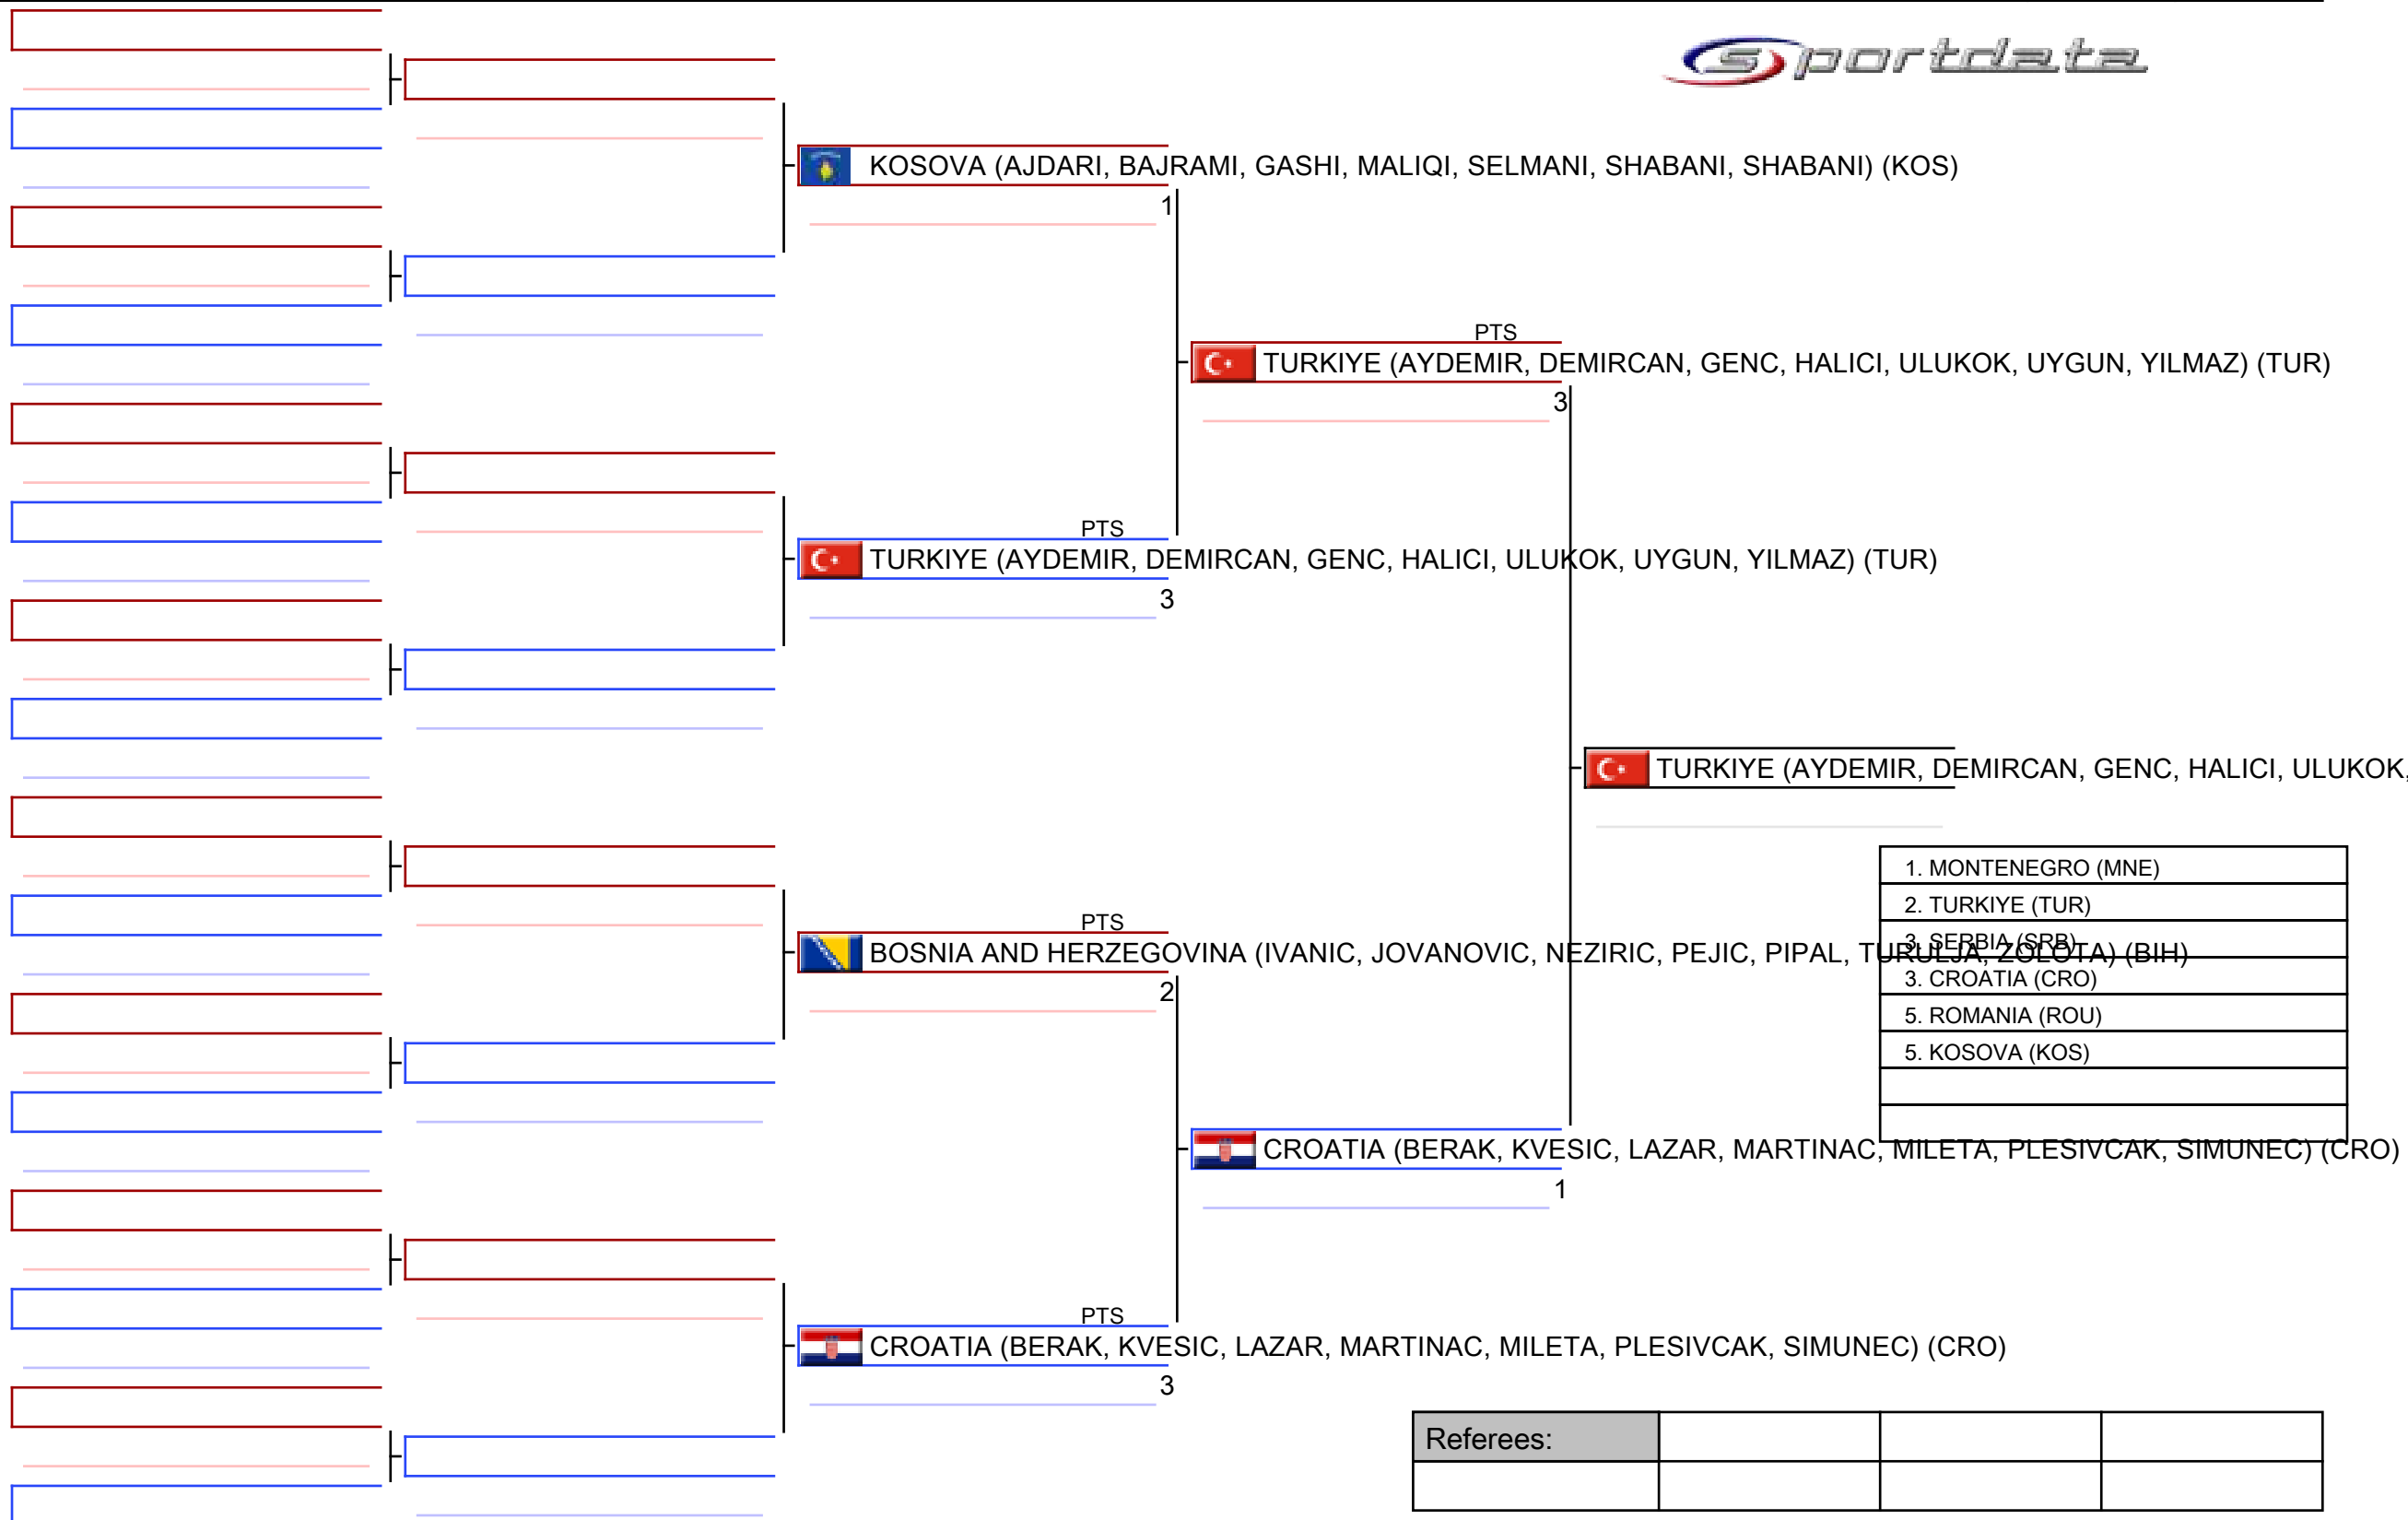 sportdata
KOSOVA (AJDARI, BAJRAMI, GASHI, MALIQI, SELMANI, SHABANI, SHABANI) (KOS)
1
PTS
TURKIYE (AYDEMIR, DEMIRCAN, GENC, HALICI, ULUKOK, UYGUN, YILMAZ) (TUR)
3
PTS
TURKIYE (AYDEMIR, DEMIRCAN, GENC, HALICI, ULUKOK, UYGUN, YILMAZ) (TUR)
3
TURKIYE (AYDEMIR, DEMIRCAN, GENC, HALICI, ULUKOK,
1. MONTENEGRO (MNE)
2. TURKIYE (TUR)
PTS
BOSNIA AND HERZEGOVINA (IVANIC, JOVANOVIC, NEZIRIC, PEJIC, PIPAL, TURULJA, ZOLOTA) (BIH)
3. SERBIA (SRB)
3. CROATIA (CRO)
2
5. ROMANIA (ROU)
5. KOSOVA (KOS)
CROATIA (BERAK, KVESIC, LAZAR, MARTINAC, MILETA, PLESIVCAK, SIMUNEC) (CRO)
1
PTS
CROATIA (BERAK, KVESIC, LAZAR, MARTINAC, MILETA, PLESIVCAK, SIMUNEC) (CRO)
3
Referees: